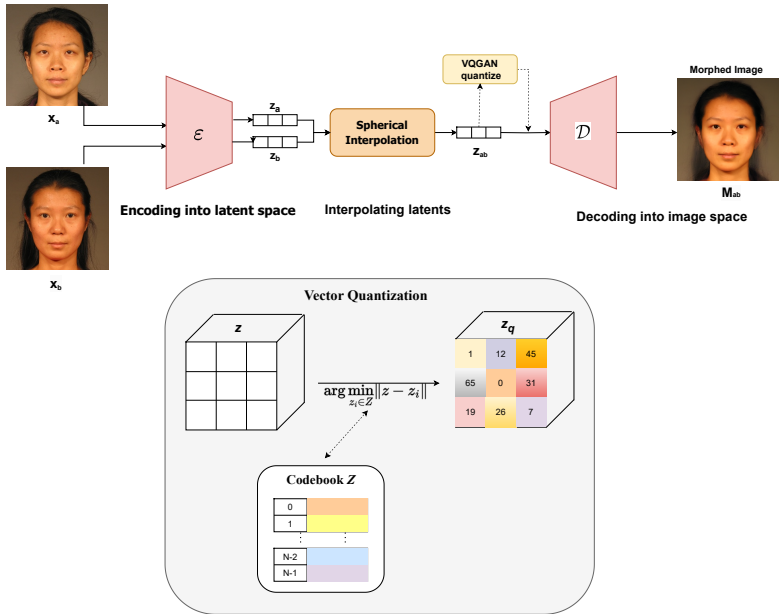 x_a
x_b
ε
z_a
z_b
Spherical
Interpolation
VQGAN
quantize
z_ab
D
Morphed Image
M_ab
Encoding into latent space
Interpolating latents
Decoding into image space
Vector Quantization
z
arg min ‖z − z_i‖
z_i∈Z
z_q
1 12 45
65 0 31
19 26 7
Codebook Z
0
1
⋮ ⋮
N-2
N-1